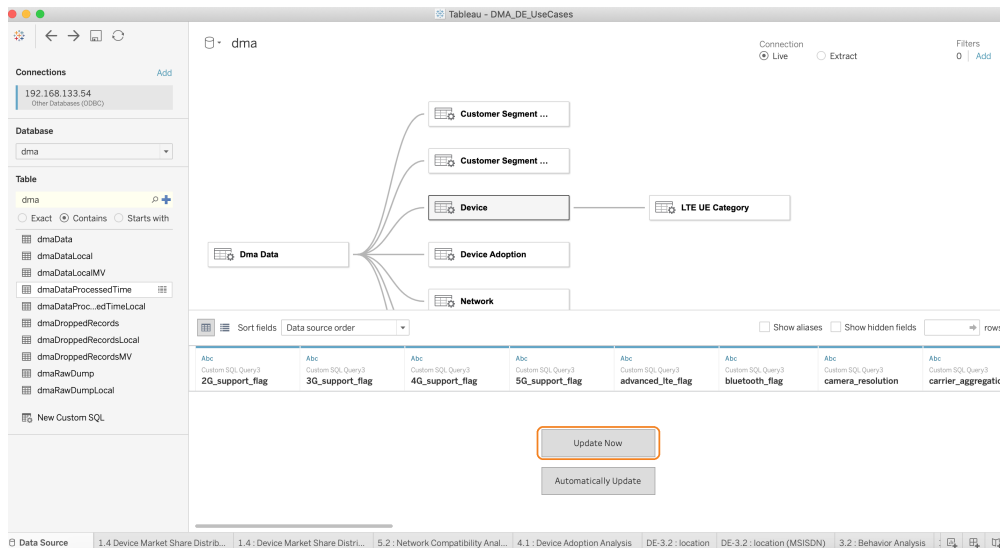 Tableau - DMA_DE_UseCases
dma
Connection
Live
Extract
Filters
0
Add
Connections
Add
192.168.133.54
Other Databases (ODBC)
Database
dma
Table
dma
Exact
Contains
Starts with
dmaData
dmaDataLocal
dmaDataLocalMV
dmaDataProcessedTime
dmaDataProc...edTimeLocal
dmaDroppedRecords
dmaDroppedRecordsLocal
dmaDroppedRecordsMV
dmaRawDump
dmaRawDumpLocal
New Custom SQL
Customer Segment ...
Customer Segment ...
Device
LTE UE Category
Dma Data
Device Adoption
Network
Sort fields
Data source order
Show aliases
Show hidden fields
rows
Abc
Custom SQL Query3
2G_support_flag
Abc
Custom SQL Query3
3G_support_flag
Abc
Custom SQL Query3
4G_support_flag
Abc
Custom SQL Query3
5G_support_flag
Abc
Custom SQL Query3
advanced_lte_flag
Abc
Custom SQL Query3
bluetooth_flag
Abc
Custom SQL Query3
camera_resolution
Abc
Custom SQL Query3
carrier_aggregatic
Update Now
Automatically Update
Data Source
1.4 Device Market Share Distrib...
1.4 : Device Market Share Distri...
5.2 : Network Compatibility Anal...
4.1 : Device Adoption Analysis
DE-3.2 : location
DE-3.2 : location (MSISDN)
3.2 : Behavior Analysis